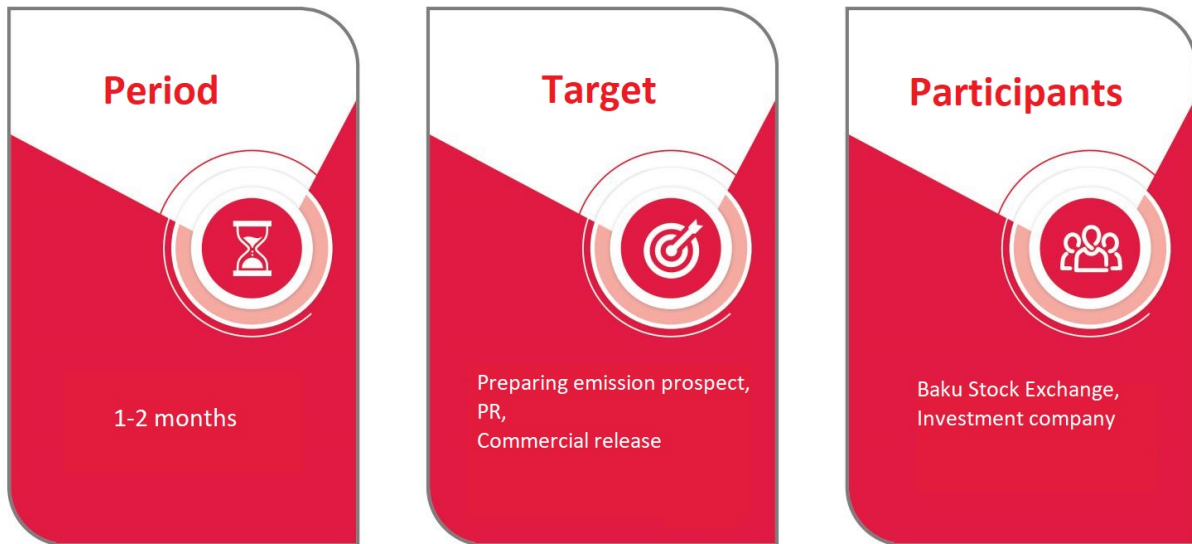 Period
1-2 months
Target
Preparing emission prospect,
PR,
Commercial release
Participants
Baku Stock Exchange,
Investment company